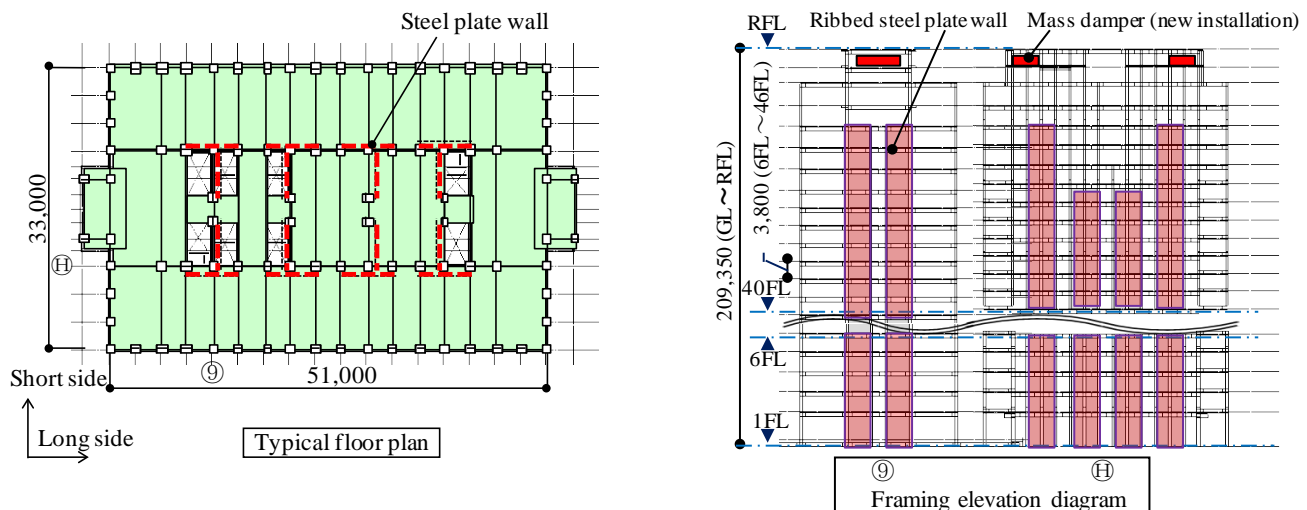 Steel plate wall
33,000
Ⓗ
⑨
51,000
Short side
Long side
Typical floor plan
RFL
Ribbed steel plate wall
Mass damper (new installation)
209,350 (GL～RFL)
3,800 (6FL～46FL)
40FL
6FL
1FL
⑨
Ⓗ
Framing elevation diagram